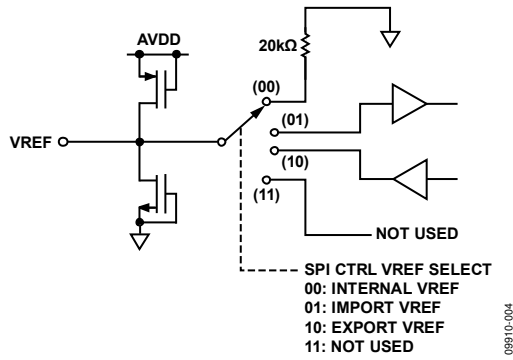 AVDD
20kΩ
(00)
(01)
VREF
(10)
(11)
NOT USED
SPI CTRL VREF SELECT
00: INTERNAL VREF
01: IMPORT VREF
10: EXPORT VREF
11: NOT USED
09910-004